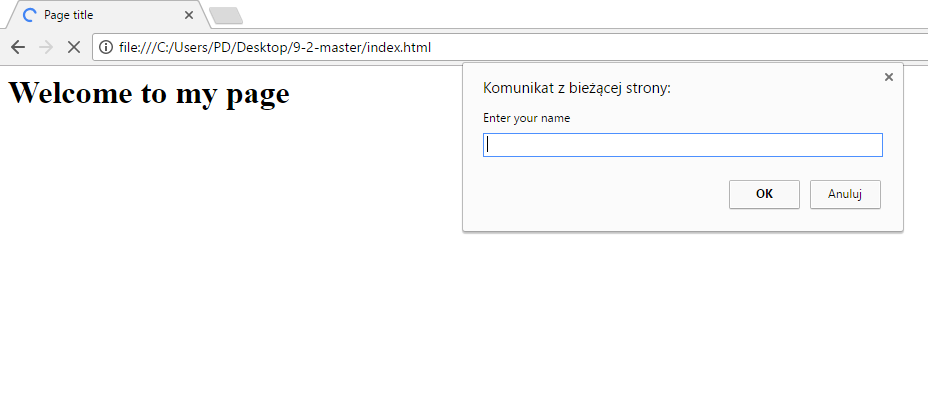 Page title
file:///C:/Users/PD/Desktop/9-2-master/index.html
Welcome to my page
Komunikat z bieżącej strony:
Enter your name
OK Anuluj